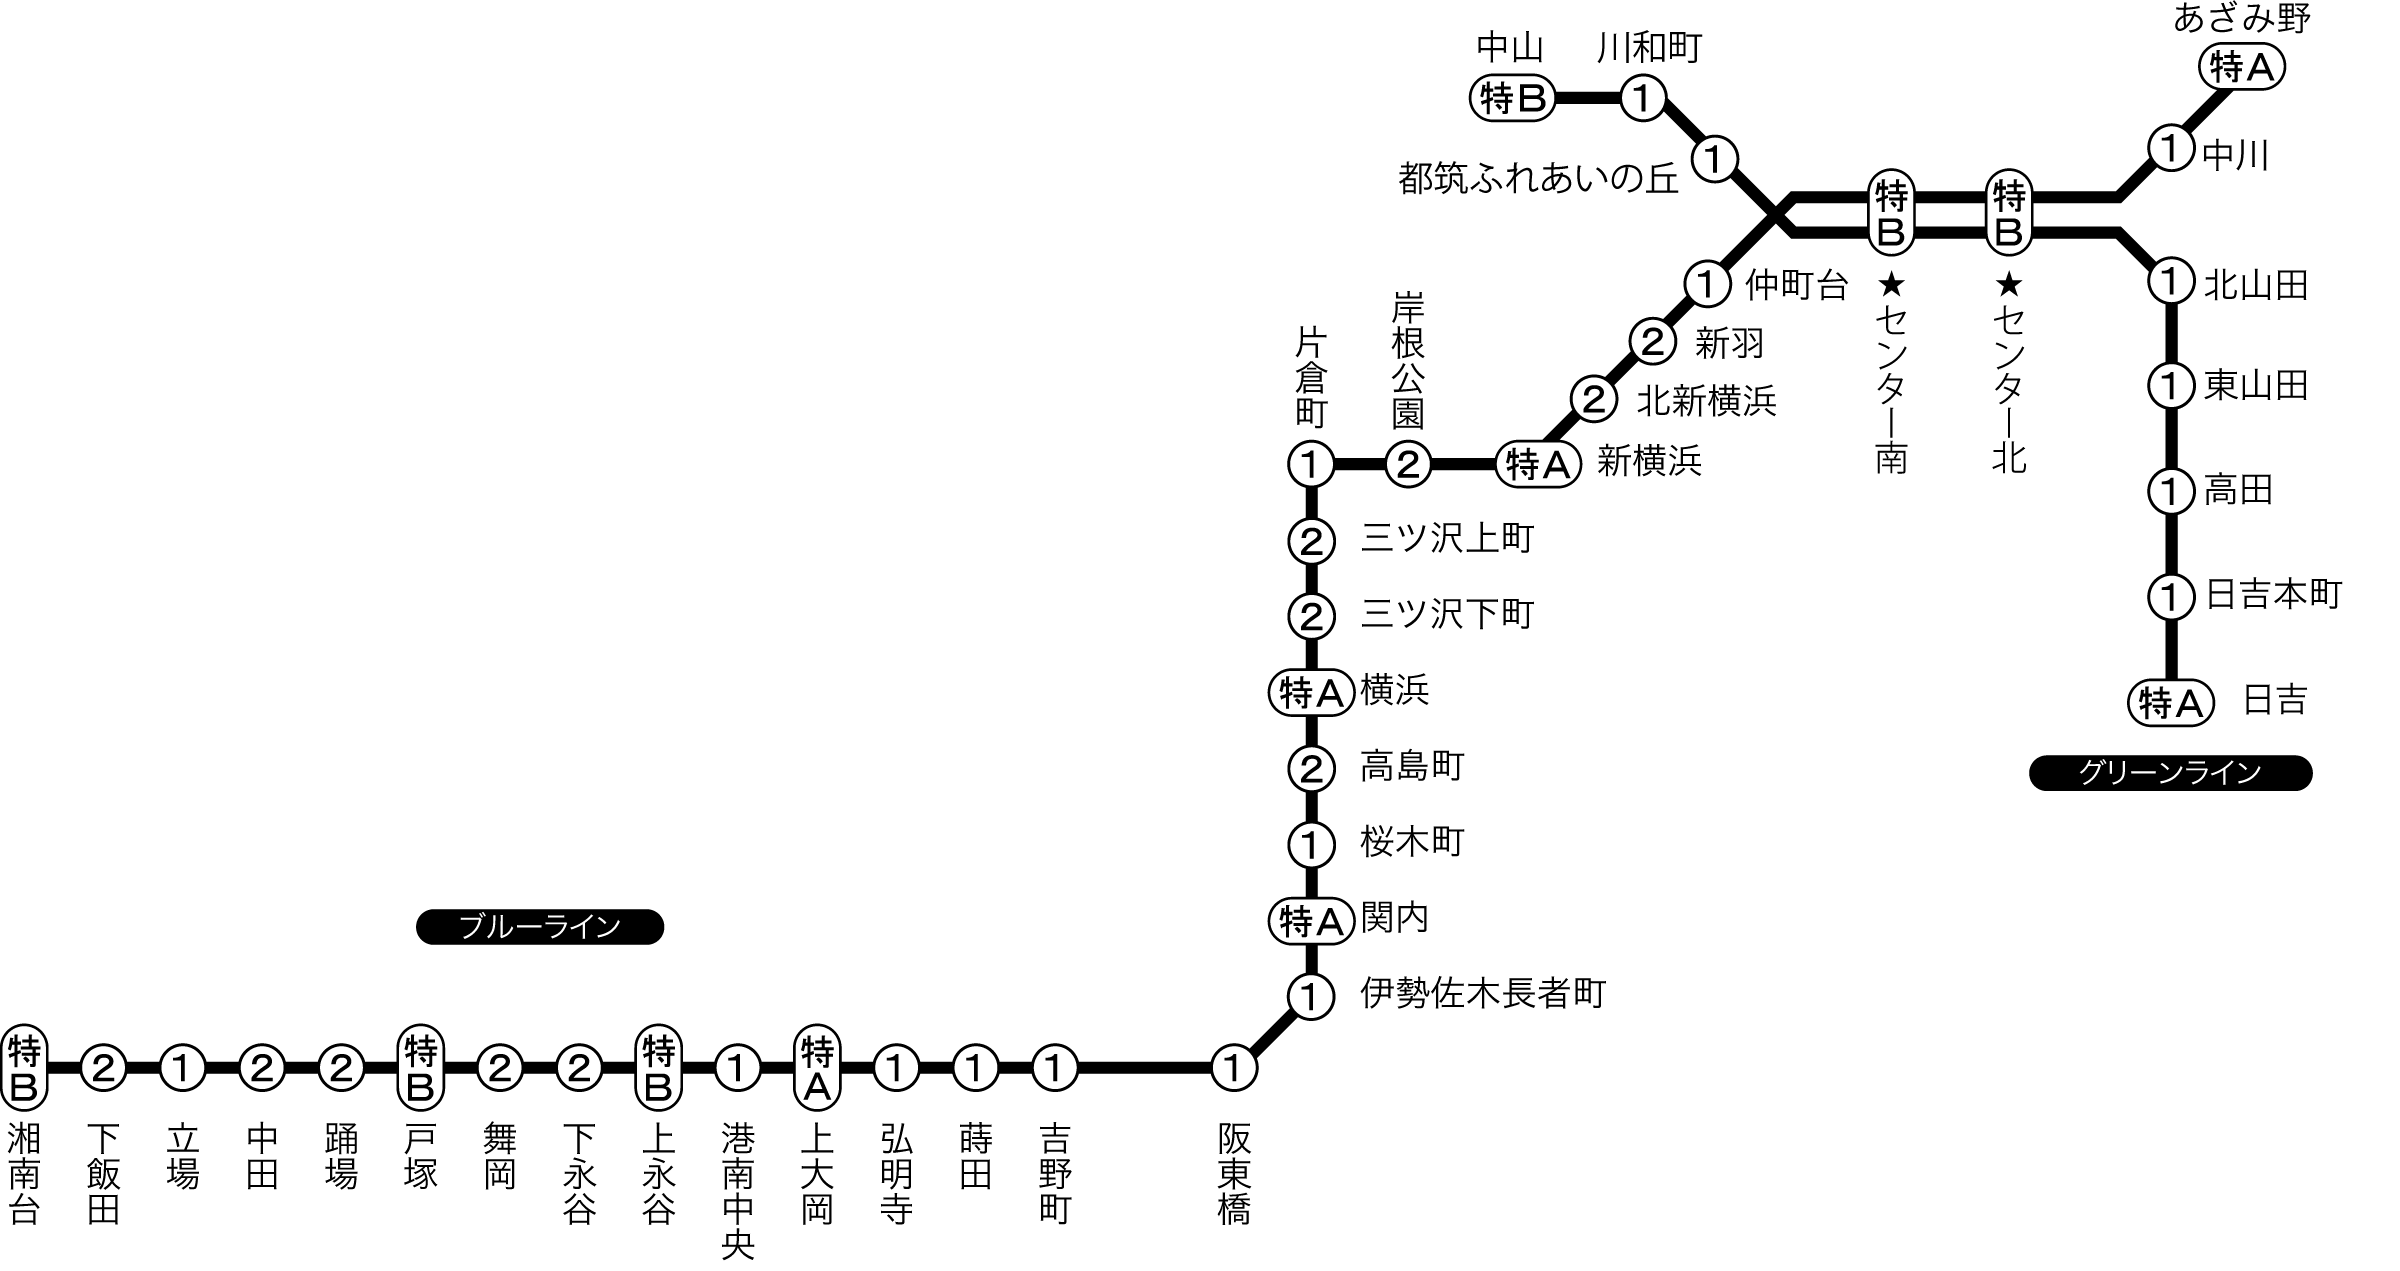 あざみ野
特A
中山
川和町
特B
1
1
中川
1
都筑ふれあいの丘
特B
特B
1
仲町台
★センター南
★センター北
1
北山田
2
新羽
1
東山田
2
北新横浜
片倉町
岸根公園
1
2
特A
新横浜
1
高田
2
三ツ沢上町
1
日吉本町
2
三ツ沢下町
特A
横浜
特A
日吉
2
高島町
グリーンライン
1
桜木町
特A
関内
ブルーライン
1
伊勢佐木長者町
特B
2
1
2
2
特B
2
2
特B
1
特A
1
1
1
1
湘南台
下飯田
立場
中田
踊場
戸塚
舞岡
下永谷
上永谷
港南中央
上大岡
弘明寺
蒔田
吉野町
阪東橋